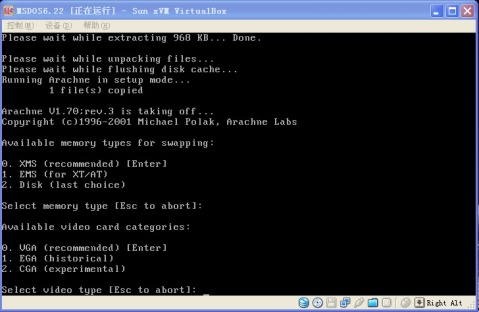 MSDOS6.22 [正在运行] - Sun xVM VirtualBox
控制(M) 设备(D) 帮助(H)
Please wait while extracting 968 KB... Done.
Please wait while unpacking files...
Please wait while flushing disk cache...
Running Arachne in setup mode...
1 file(s) copied
Arachne V1.70;rev.3 is taking off...
Copyright (c)1996-2001 Michael Polak, Arachne Labs
Available memory types for swapping:
0. XMS (recommended) [Enter]
1. EMS (for XT/AT)
2. Disk (last choice)
Select memory type [Esc to abort]:
Available video card categories:
0. VGA (recommended) [Enter]
1. EGA (historical)
2. CGA (experimental)
Select video type [Esc to abort]: _
Right Alt